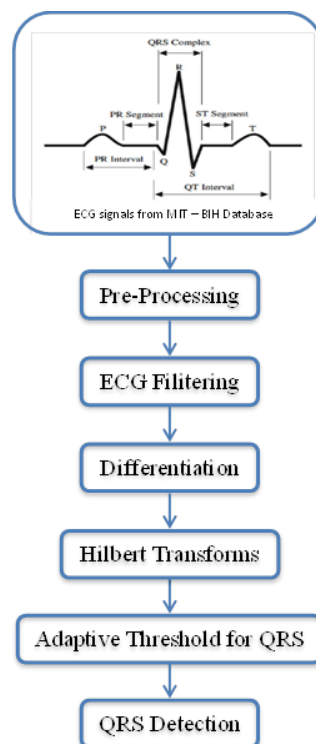 QRS Complex
R
PR Segment
ST Segment
P
T
PR Interval
Q
S
QT Interval
ECG signals from MIT – BIH Database
Pre-Processing
ECG Filitering
Differentiation
Hilbert Transforms
Adaptive Threshold for QRS
QRS Detection